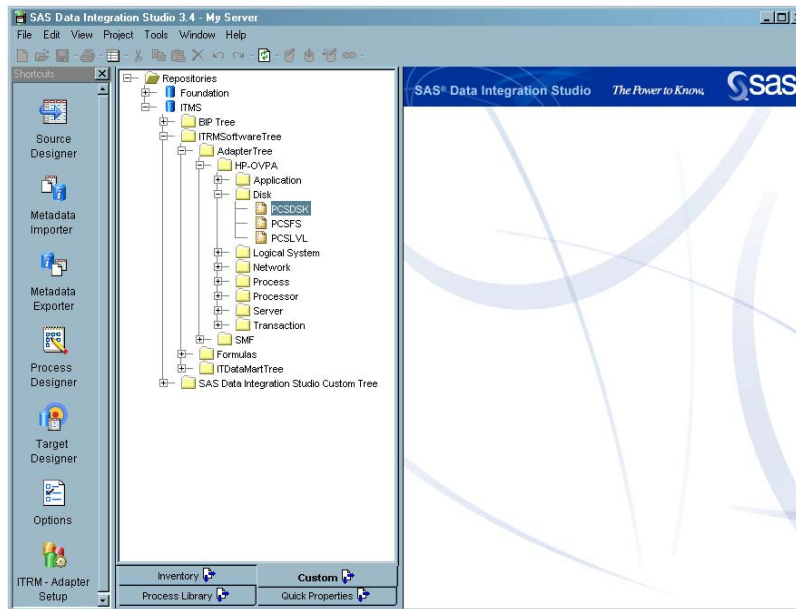 SAS Data Integration Studio 3.4 - My Server
File Edit View Project Tools Window Help
Shortcuts
Source
Designer
Metadata
Importer
Metadata
Exporter
Process
Designer
Target
Designer
Options
ITRM - Adapter
Setup
Repositories
Foundation
ITMS
BIP Tree
ITRMSoftwareTree
AdapterTree
HP-OVPA
Application
Disk
PCSDSK
PCSFS
PCSLVL
Logical System
Network
Process
Processor
Server
Transaction
SMF
Formulas
ITDataMartTree
SAS Data Integration Studio Custom Tree
Inventory Custom
Process Library Quick Properties
SAS® Data Integration Studio The Power to Know, sas